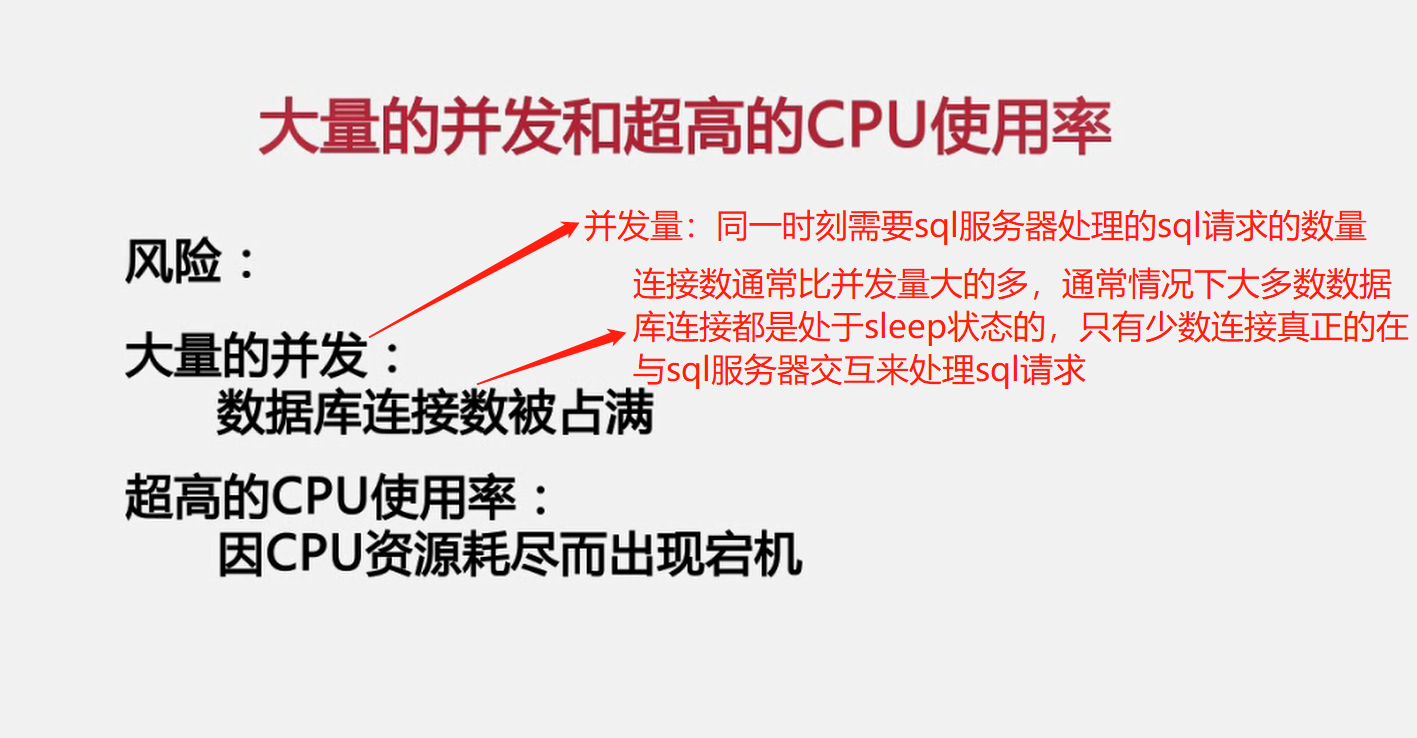 大量的并发和超高的CPU使用率
风险：
并发量：同一时刻需要sql服务器处理的sql请求的数量
连接数通常比并发量大的多，通常情况下大多数数据
库连接都是处于sleep状态的，只有少数连接真正的在
与sql服务器交互来处理sql请求
大量的并发：
数据库连接数被占满
超高的CPU使用率：
因CPU资源耗尽而出现宕机